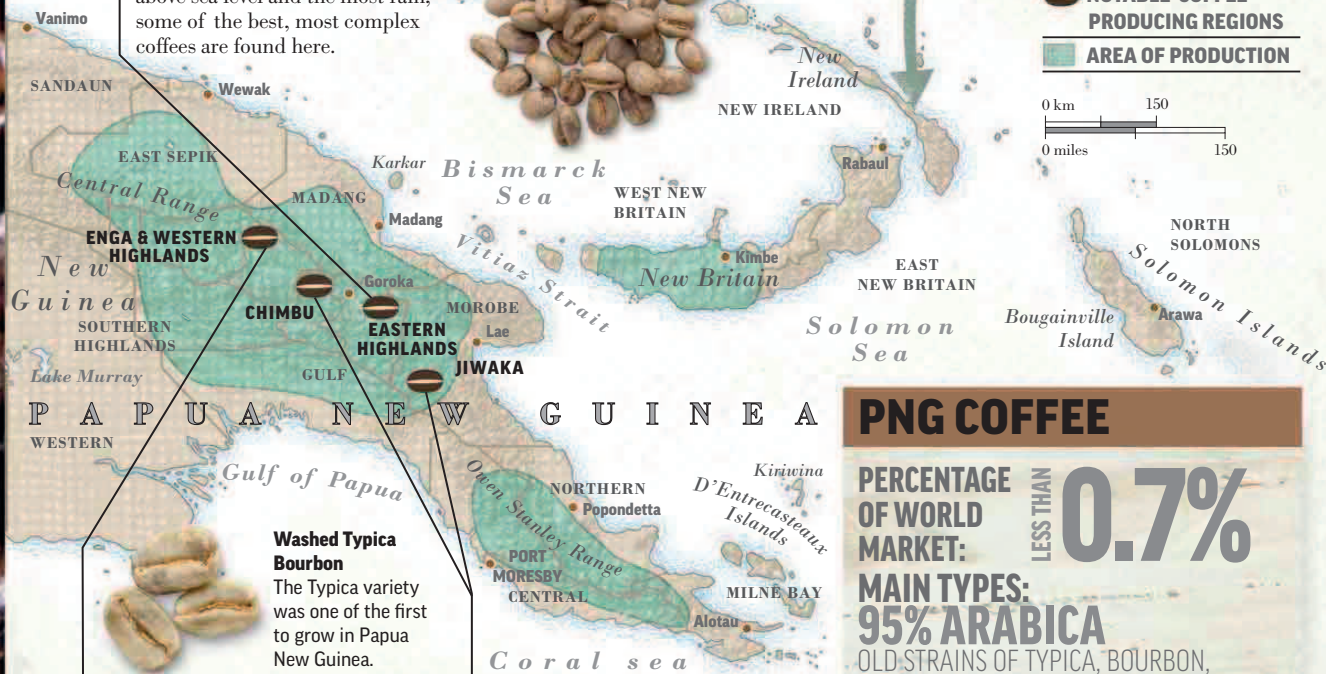 above sea level and the most rain,
some of the best, most complex
coffees are found here.
Vanimo
SANDAUN
Wewak
EAST SEPIK
Central Range
MADANG
Karkar
Madang
Bismarck
Sea
ENGA & WESTERN
HIGHLANDS
New
Guinea
CHIMBU
Goroka
EASTERN
HIGHLANDS
MOROBE
Lae
JIWAKA
SOUTHERN
HIGHLANDS
GULF
Lake Murray
Vitiaz Strait
New
Ireland
NEW IRELAND
Rabaul
WEST NEW
BRITAIN
Kimbe
New Britain
EAST
NEW BRITAIN
Solomon
Sea
PRODUCING REGIONS
AREA OF PRODUCTION
0 km 150
0 miles 150
NORTH
SOLOMONS
Solomon Islands
Bougainville
Island
Arawa
PAPUA NEW GUINEA
WESTERN
Gulf of Papua
Owen Stanley Range
NORTHERN
Popondetta
Kiriwina
D'Entrecasteaux
Islands
PORT
MORESBY
CENTRAL
MILNE BAY
Alotau
Coral sea
Washed Typica
Bourbon
The Typica variety
was one of the first
to grow in Papua
New Guinea.
PNG COFFEE
PERCENTAGE
OF WORLD
MARKET:
LESS THAN
0.7%
MAIN TYPES:
95% ARABICA
OLD STRAINS OF TYPICA, BOURBON,